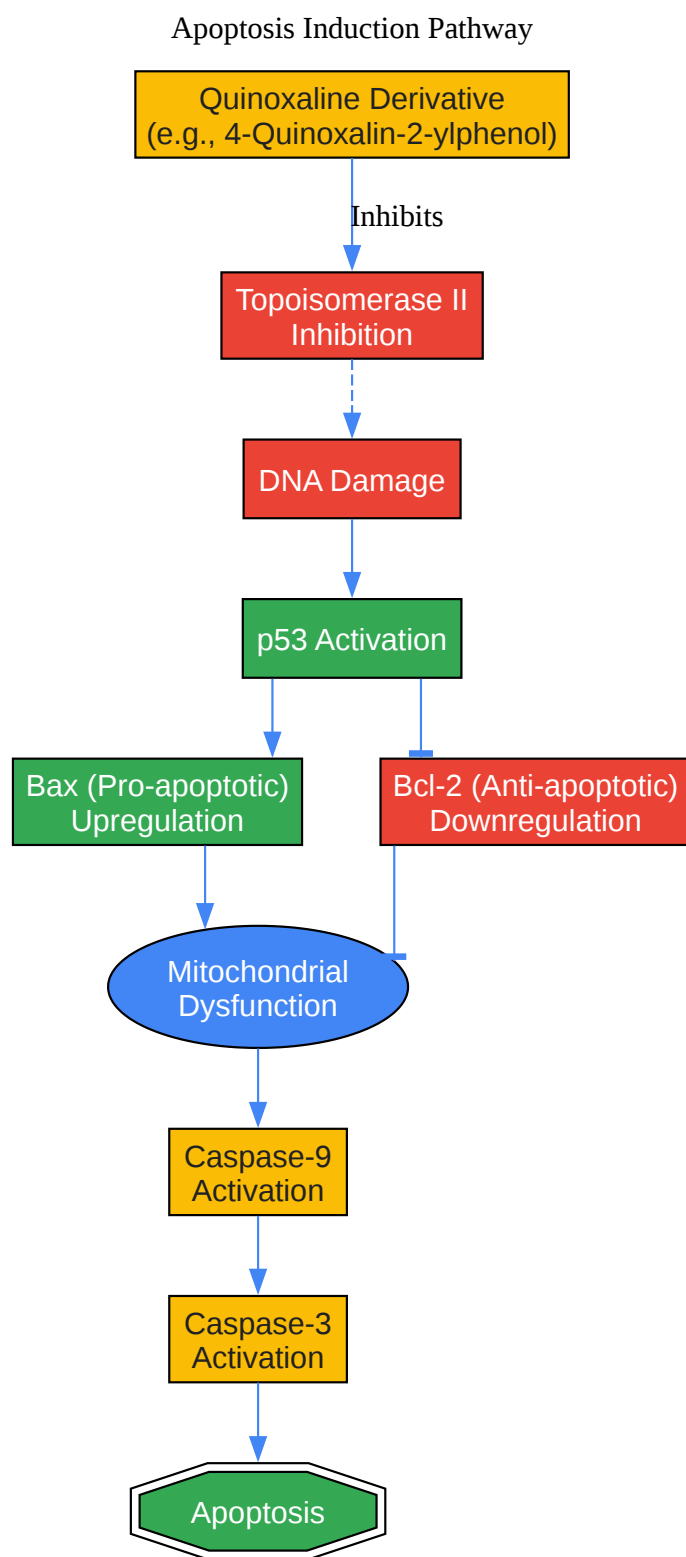 Apoptosis Induction Pathway
Quinoxaline Derivative
(e.g., 4-Quinoxalin-2-ylphenol)
Inhibits
Topoisomerase II
Inhibition
DNA Damage
p53 Activation
Bax (Pro-apoptotic)
Upregulation
Bcl-2 (Anti-apoptotic)
Downregulation
Mitochondrial
Dysfunction
Caspase-9
Activation
Caspase-3
Activation
Apoptosis